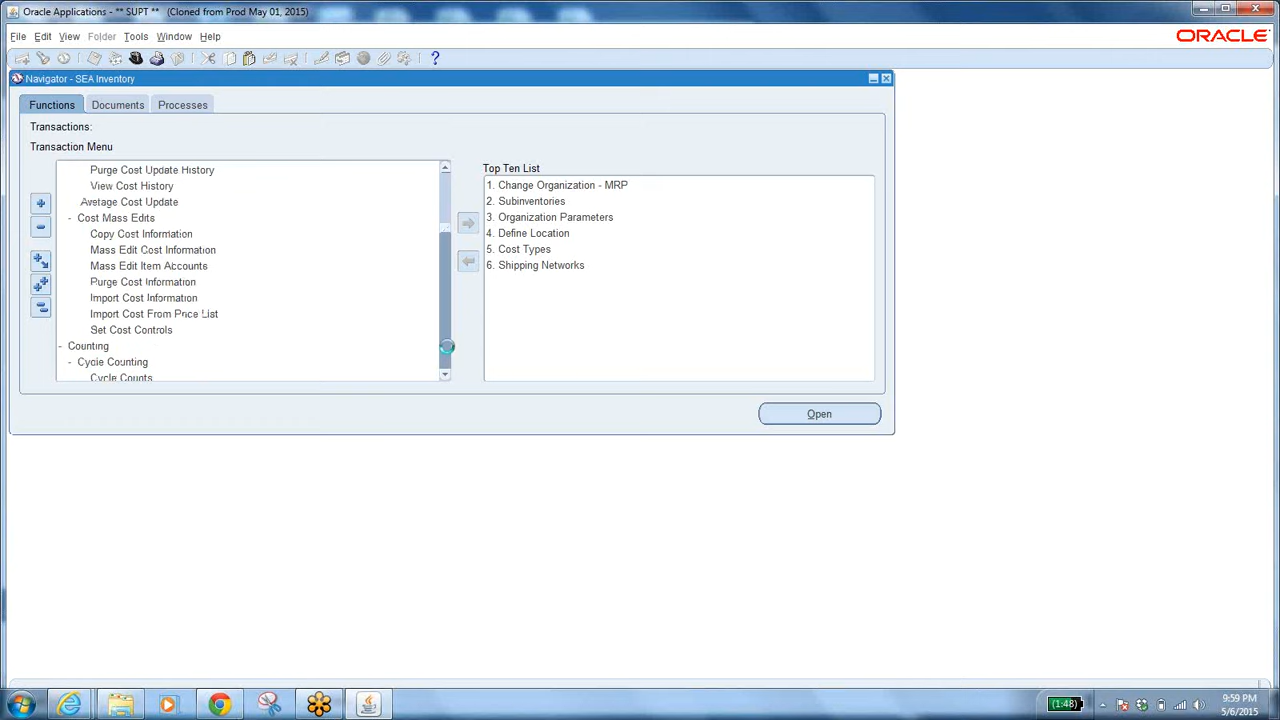 Oracle Applications - ** SUPT ** (Cloned from Prod May 01, 2015)
File Edit View Folder Tools Window Help
ORACLE
Navigator - SEA Inventory
Functions Documents Processes
Transactions:
Transaction Menu
Purge Cost Update History
View Cost History
Average Cost Update
- Cost Mass Edits
Copy Cost Information
Mass Edit Cost Information
Mass Edit Item Accounts
Purge Cost Information
Import Cost Information
Import Cost From Price List
Set Cost Controls
- Counting
- Cycle Counting
Cycle Counts
Top Ten List
1. Change Organization - MRP
2. Subinventories
3. Organization Parameters
4. Define Location
5. Cost Types
6. Shipping Networks
Open
(1:48)
9:59 PM
5/6/2015